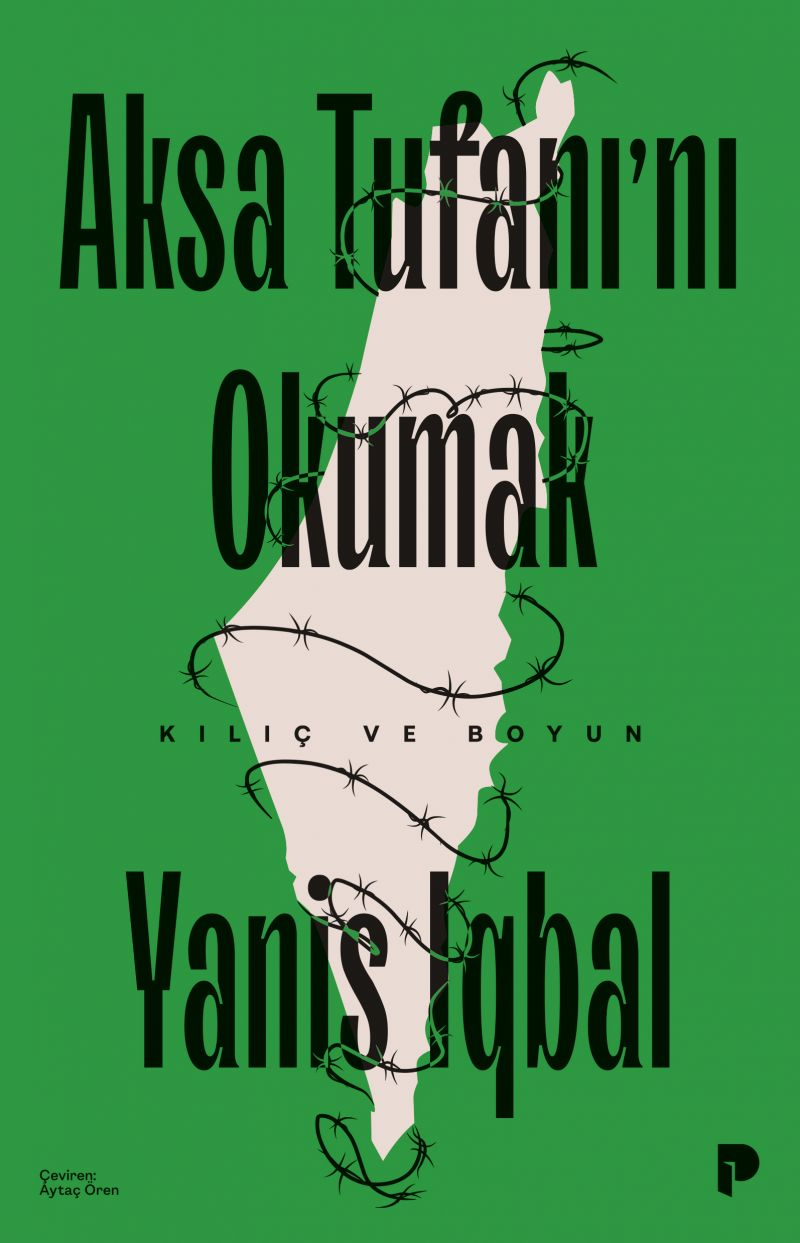 Aksa Tufanı’nı
Okumak
KILIÇ VE BOYUN
Yanis Iqbal
Çeviren:
Aytaç Ören